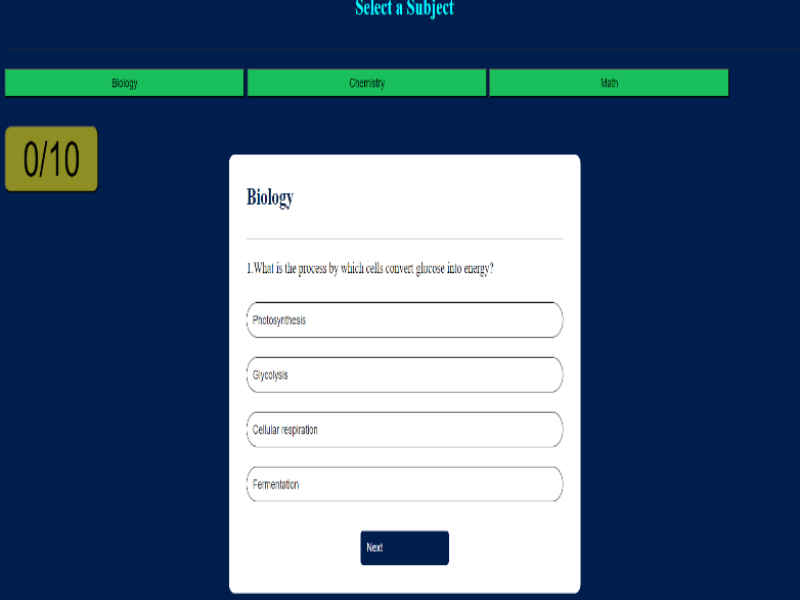 Select a Subject
Biology
Chemistry
Math
0/10
Biology
1.What is the process by which cells convert glucose into energy?
Photosynthesis
Glycolysis
Cellular respiration
Fermentation
Next